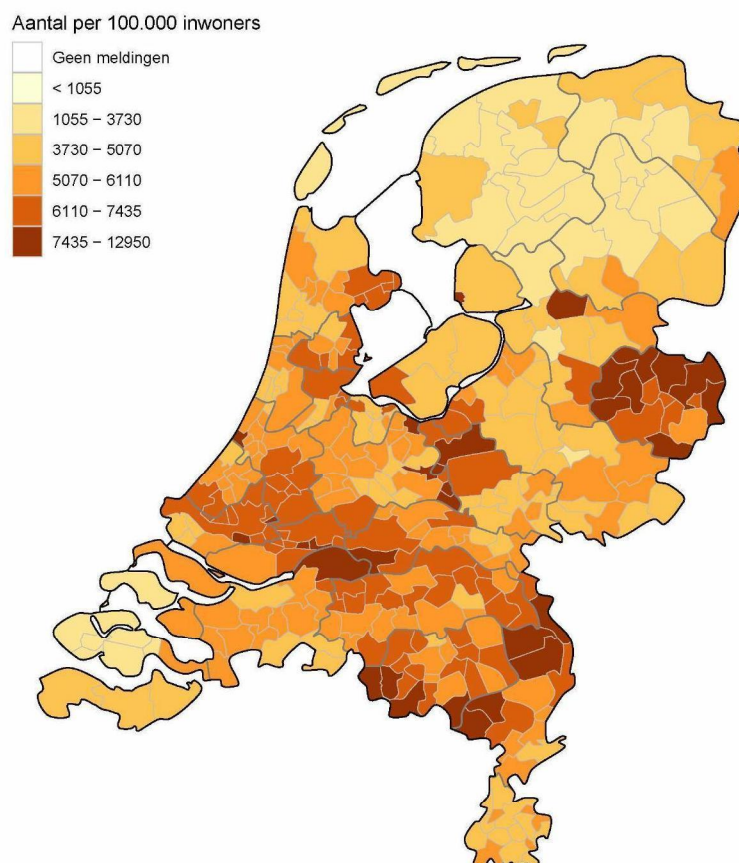 Aantal per 100.000 inwoners
Geen meldingen
< 1055
1055 – 3730
3730 – 5070
5070 – 6110
6110 – 7435
7435 – 12950